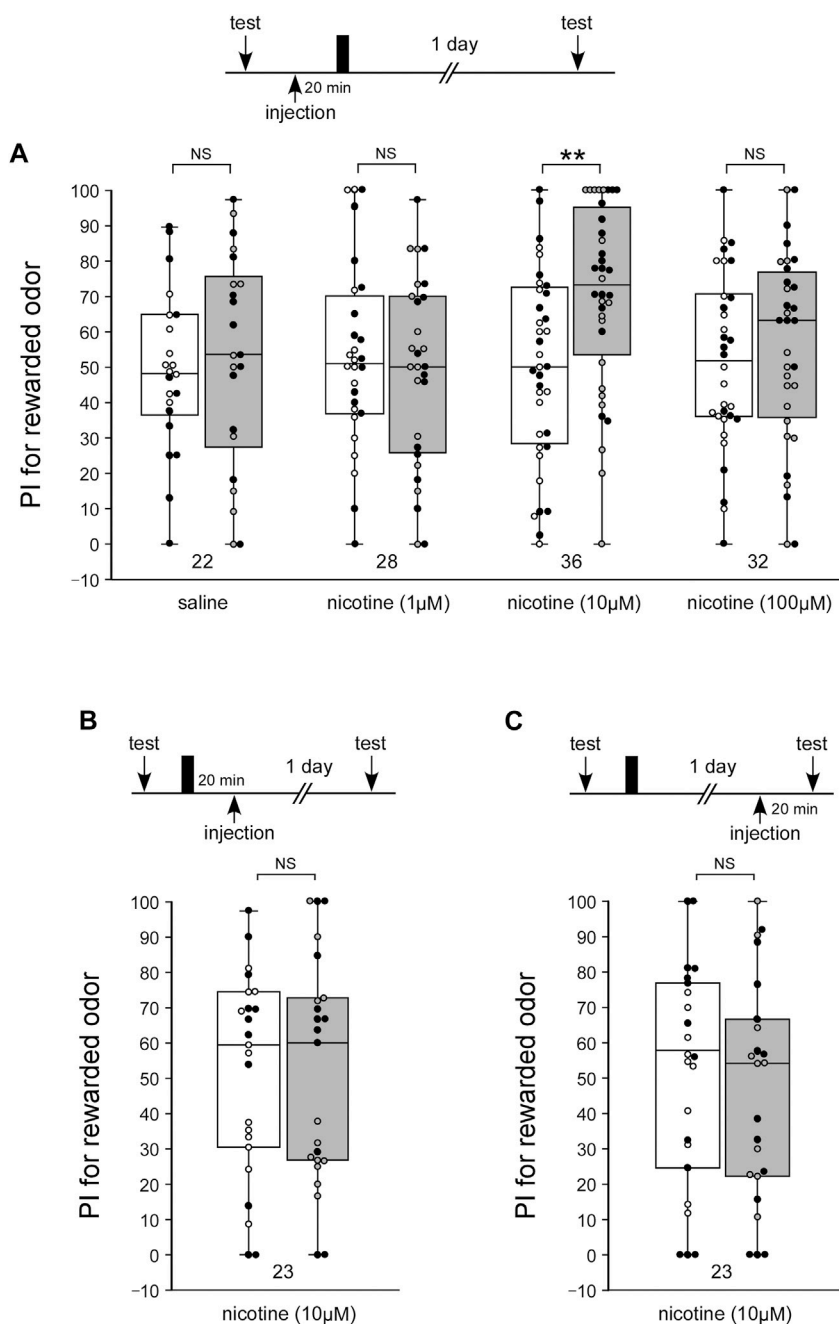 test
1 day
test
20 min
injection
A
NS
NS
**
NS
PI for rewarded odor
100
90
80
70
60
50
40
30
20
10
0
−10
22
28
36
32
saline
nicotine (1µM)
nicotine (10µM)
nicotine (100µM)
B
test
20 min
1 day
test
injection
NS
PI for rewarded odor
100
90
80
70
60
50
40
30
20
10
0
−10
23
nicotine (10µM)
C
test
1 day
test
20 min
injection
NS
PI for rewarded odor
100
90
80
70
60
50
40
30
20
10
0
−10
23
nicotine (10µM)